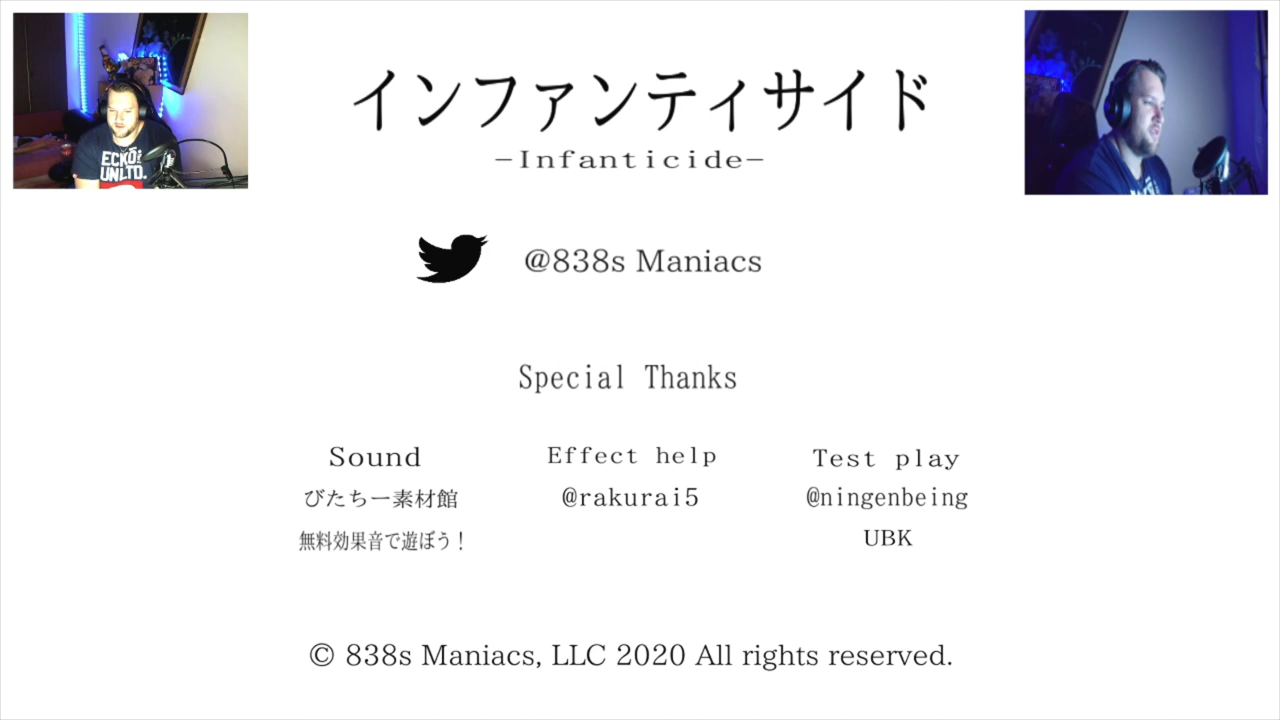 インファンティサイド
-Infanticide-
@838s Maniacs
Special Thanks
Sound
びたちー素材館
無料効果音で遊ぼう！
Effect help
@rakurai5
Test play
@ningenbeing
UBK
© 838s Maniacs, LLC 2020 All rights reserved.
ECKO
UNLTD.